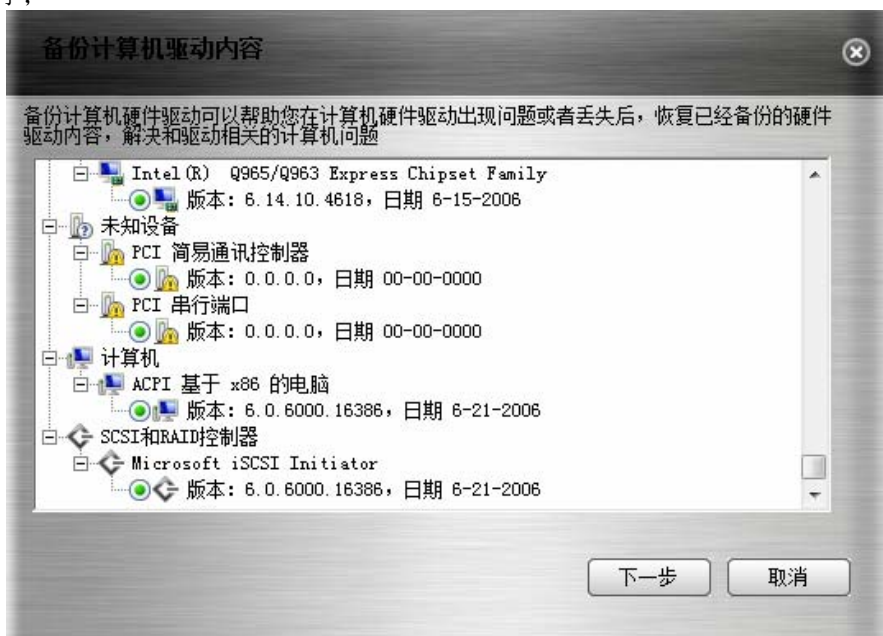 备份计算机驱动内容
备份计算机硬件驱动可以帮助您在计算机硬件驱动出现问题或者丢失后，恢复已经备份的硬件
驱动内容，解决和驱动相关的计算机问题
Intel(R) Q965/Q963 Express Chipset Family
版本：6.14.10.4618，日期 6-15-2006
未知设备
PCI 简易通讯控制器
版本：0.0.0.0，日期 00-00-0000
PCI 串行端口
版本：0.0.0.0，日期 00-00-0000
计算机
ACPI 基于 x86 的电脑
版本：6.0.6000.16386，日期 6-21-2006
SCSI和RAID控制器
Microsoft iSCSI Initiator
版本：6.0.6000.16386，日期 6-21-2006
下一步 取消